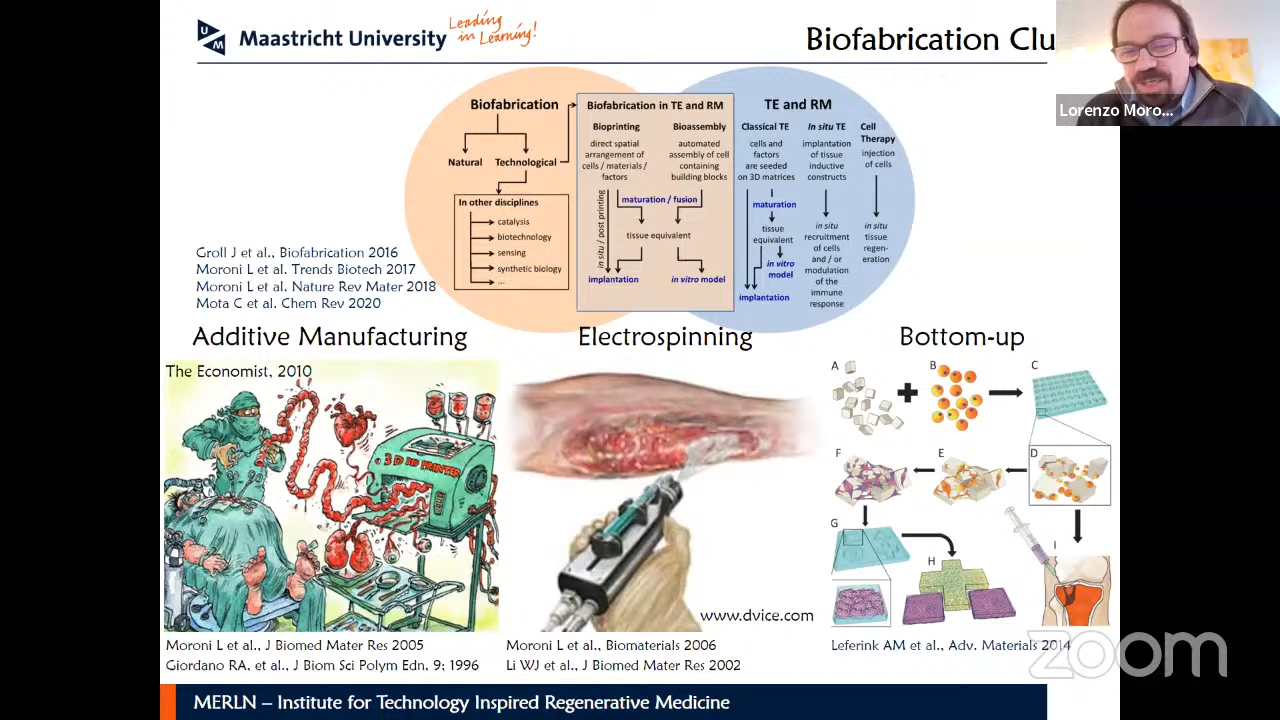 UM
Maastricht University
Leading
in Learning!
Biofabrication Clu
Lorenzo Moro...
Biofabrication
Natural
Technological
In other disciplines
catalysis
biotechnology
sensing
synthetic biology
...
Biofabrication in TE and RM
Bioprinting
direct spatial
arrangement of
cells / materials /
factors
Bioassembly
automated
assembly of cell
containing
building blocks
in situ / post printing
maturation / fusion
tissue equivalent
implantation
in vitro model
TE and RM
Classical TE
cells and
factors
are seeded
on 3D matrices
maturation
tissue
equivalent
in vitro
model
implantation
In situ TE
implantation
of tissue
inductive
constructs
in situ
recruitment
of cells
and / or
modulation
of the
immune
response
Cell
Therapy
injection
of cells
in situ
tissue
regen-
eration
Groll J et al., Biofabrication 2016
Moroni L et al. Trends Biotech 2017
Moroni L et al. Nature Rev Mater 2018
Mota C et al. Chem Rev 2020
Additive Manufacturing
Electrospinning
Bottom-up
The Economist, 2010
3D PRINTER
www.dvice.com
A
B
C
F
E
D
G
H
I
Moroni L et al., J Biomed Mater Res 2005
Giordano RA, et al., J Biom Sci Polym Edn, 9; 1996
Moroni L et al., Biomaterials 2006
Li WJ et al., J Biomed Mater Res 2002
Leferink AM et al., Adv. Materials 2014
zoom
MERLN – Institute for Technology Inspired Regenerative Medicine